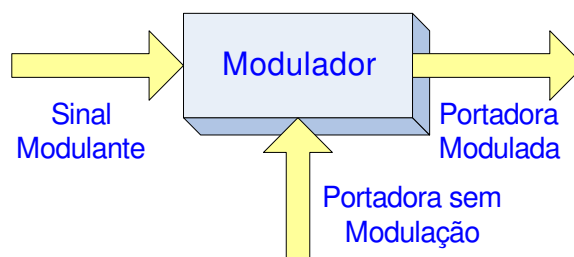 Modulador
Sinal
Modulante
Portadora
Modulada
Portadora sem
Modulação